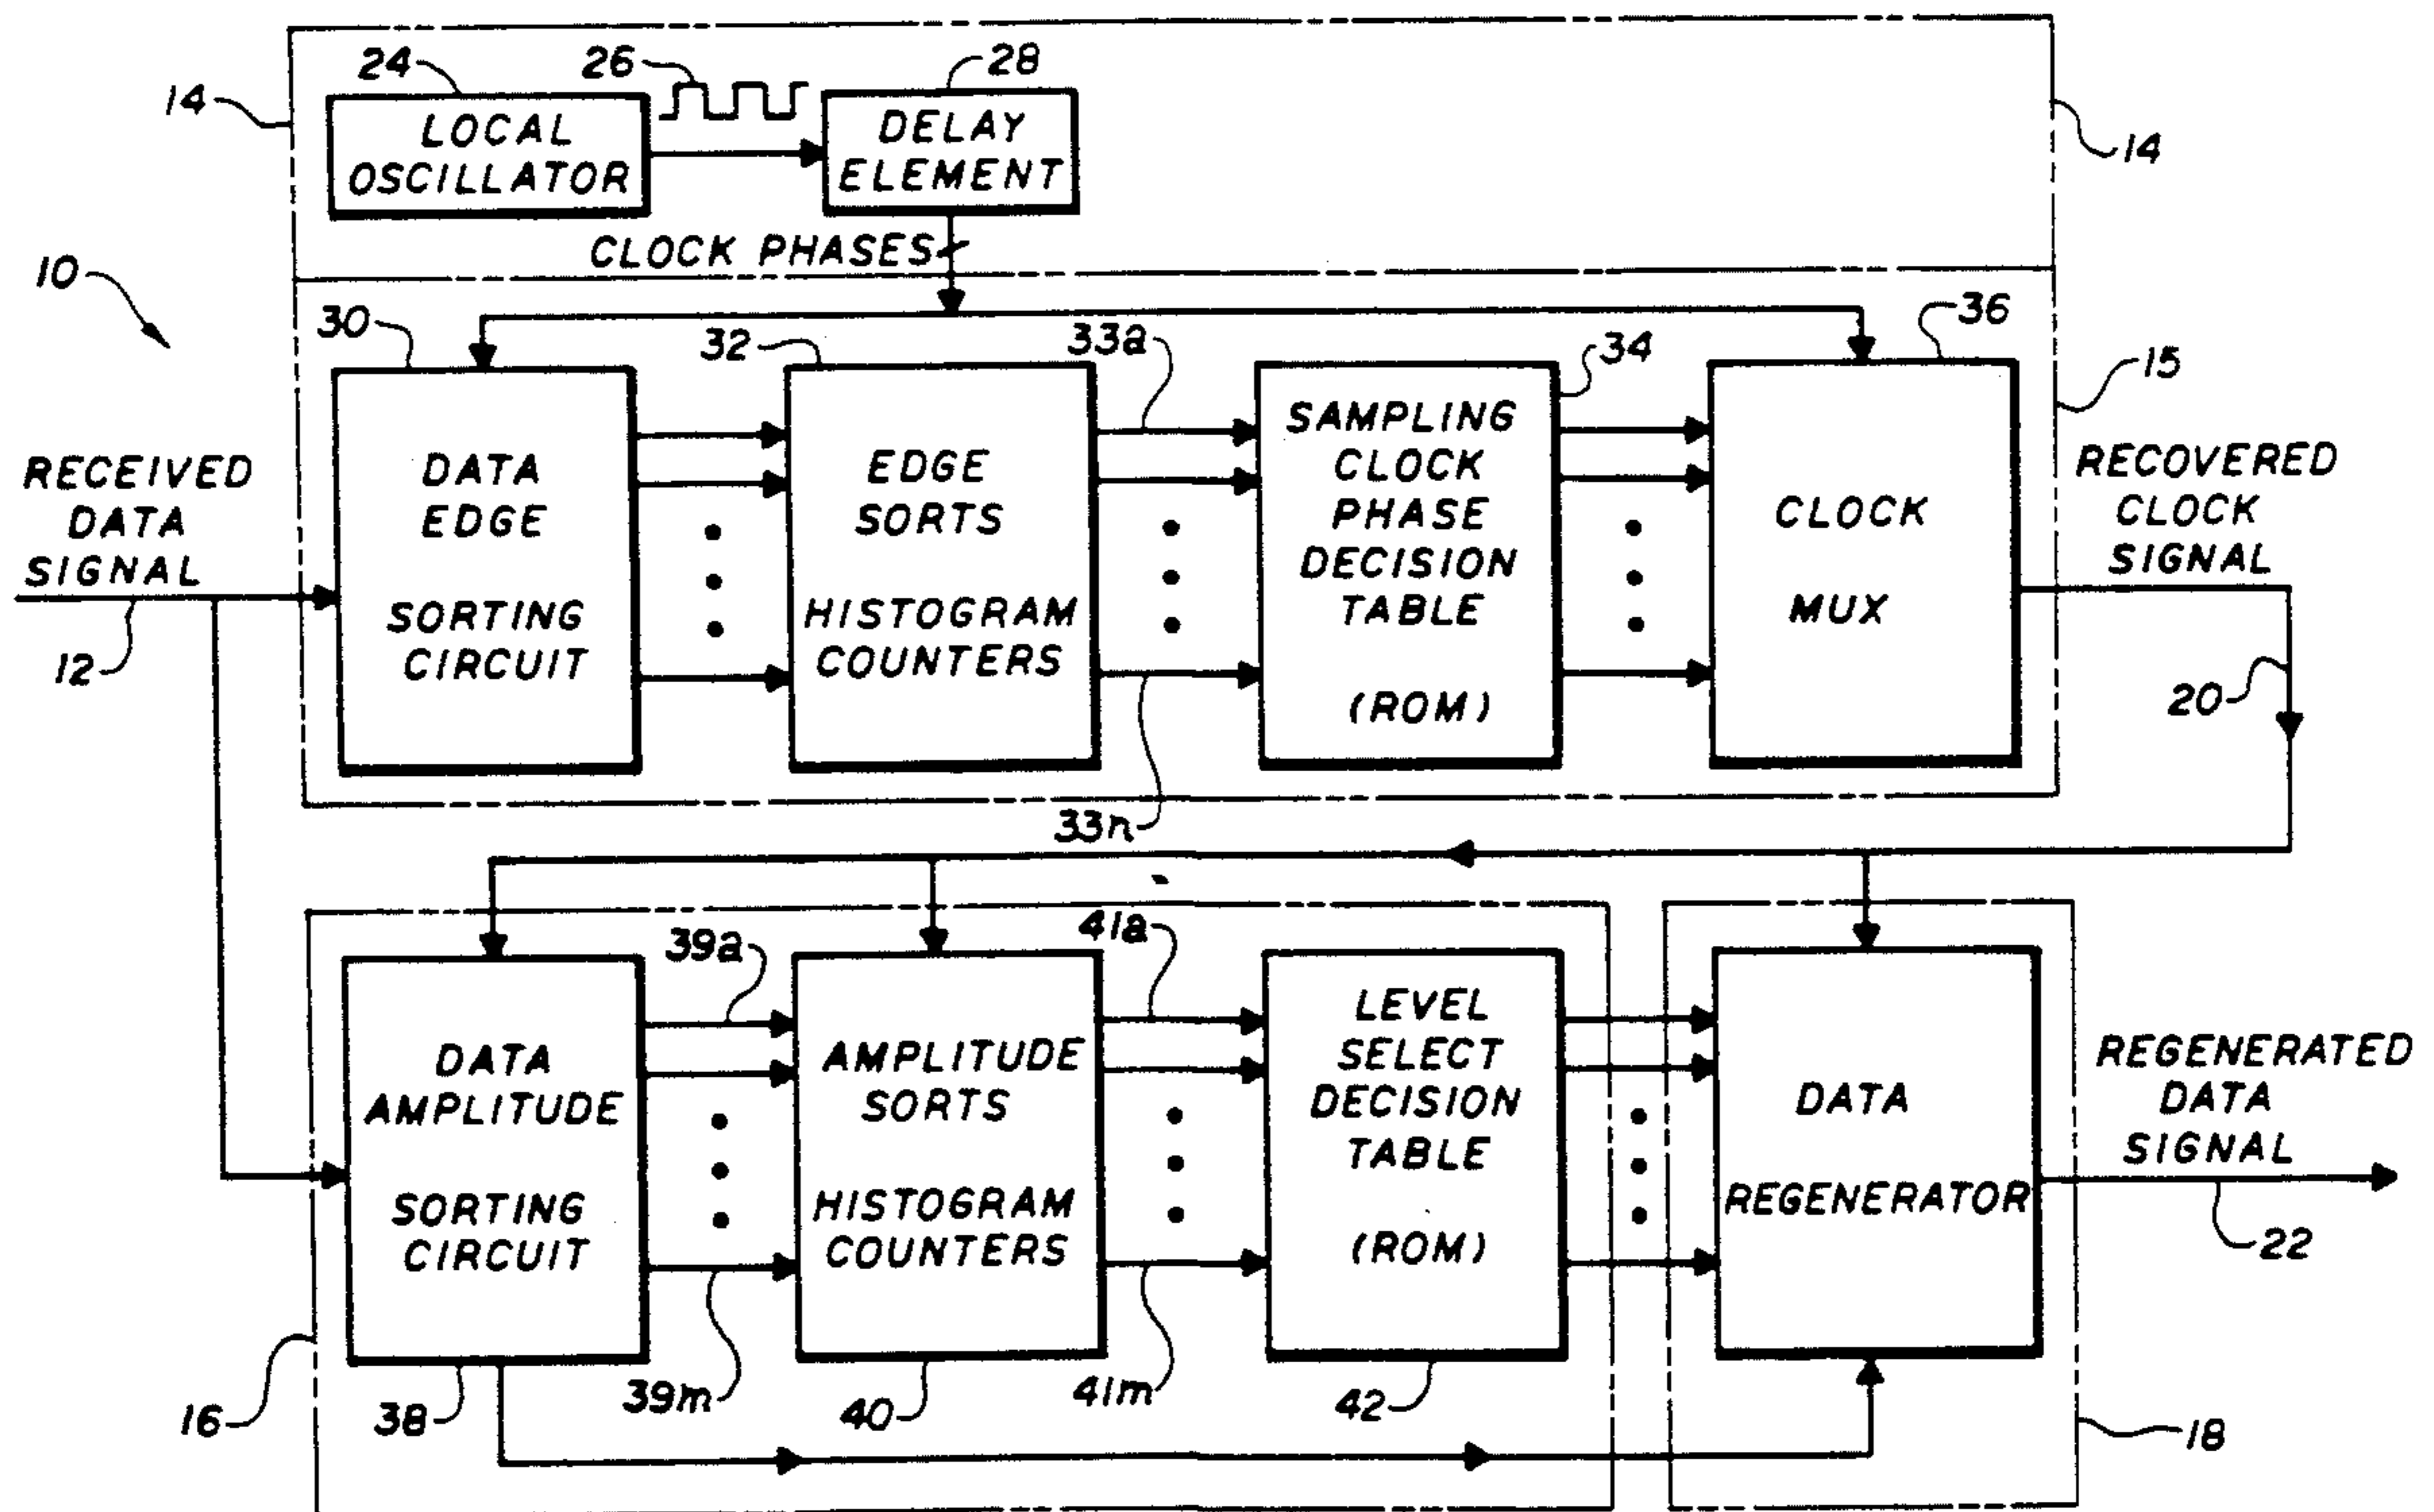 24
26
28
14
LOCAL
OSCILLATOR
DELAY
ELEMENT
14
CLOCK PHASES
10
30
32
33a
34
36
15
RECEIVED
DATA
SIGNAL
12
DATA
EDGE
SORTING
CIRCUIT
EDGE
SORTS
HISTOGRAM
COUNTERS
SAMPLING
CLOCK
PHASE
DECISION
TABLE
(ROM)
CLOCK
MUX
RECOVERED
CLOCK
SIGNAL
20
33n
39a
41a
DATA
AMPLITUDE
SORTING
CIRCUIT
AMPLITUDE
SORTS
HISTOGRAM
COUNTERS
LEVEL
SELECT
DECISION
TABLE
(ROM)
DATA
REGENERATOR
REGENERATED
DATA
SIGNAL
22
16
38
39m
40
41m
42
18